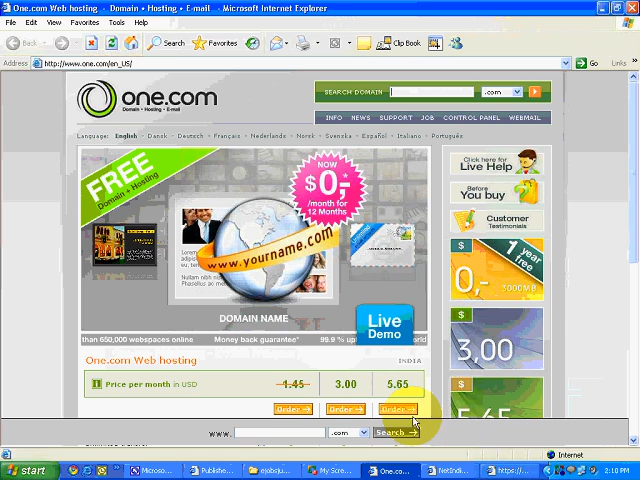 One.com Web hosting - Domain • Hosting • E-mail - Microsoft Internet Explorer
Edit View Favorites Tools Help
Back Search Favorites Clip Book
Address http://www.one.com/en_US/ Go Links
one.com
Domain • Hosting • E-mail
SEARCH DOMAIN .com
INFO NEWS SUPPORT JOB CONTROL PANEL WEBMAIL
Language: English • Dansk • Deutsch • Français • Nederlands • Norsk • Svenska • Español • Italiano • Português
FREE
Domain + Hosting
NOW
$0,-*
/month for
12 Months
www.yourname.com
DOMAIN NAME
Live
Demo
than 650,000 webspaces online Money back guarantee* 99.9 % up world
Click here for
Live Help
Before
You buy
Customer
Testimonials
$ 1 year free
0,- 3000MB
$
3,00
$
5,65
One.com Web hosting INDIA
Price per month in USD 1.45 3.00 5.65
Order Order Order
www. .com Search
Internet
start Microso... Publishe... ejobsju... My Scre... One.co... NetIndi... https://... 2:10 PM